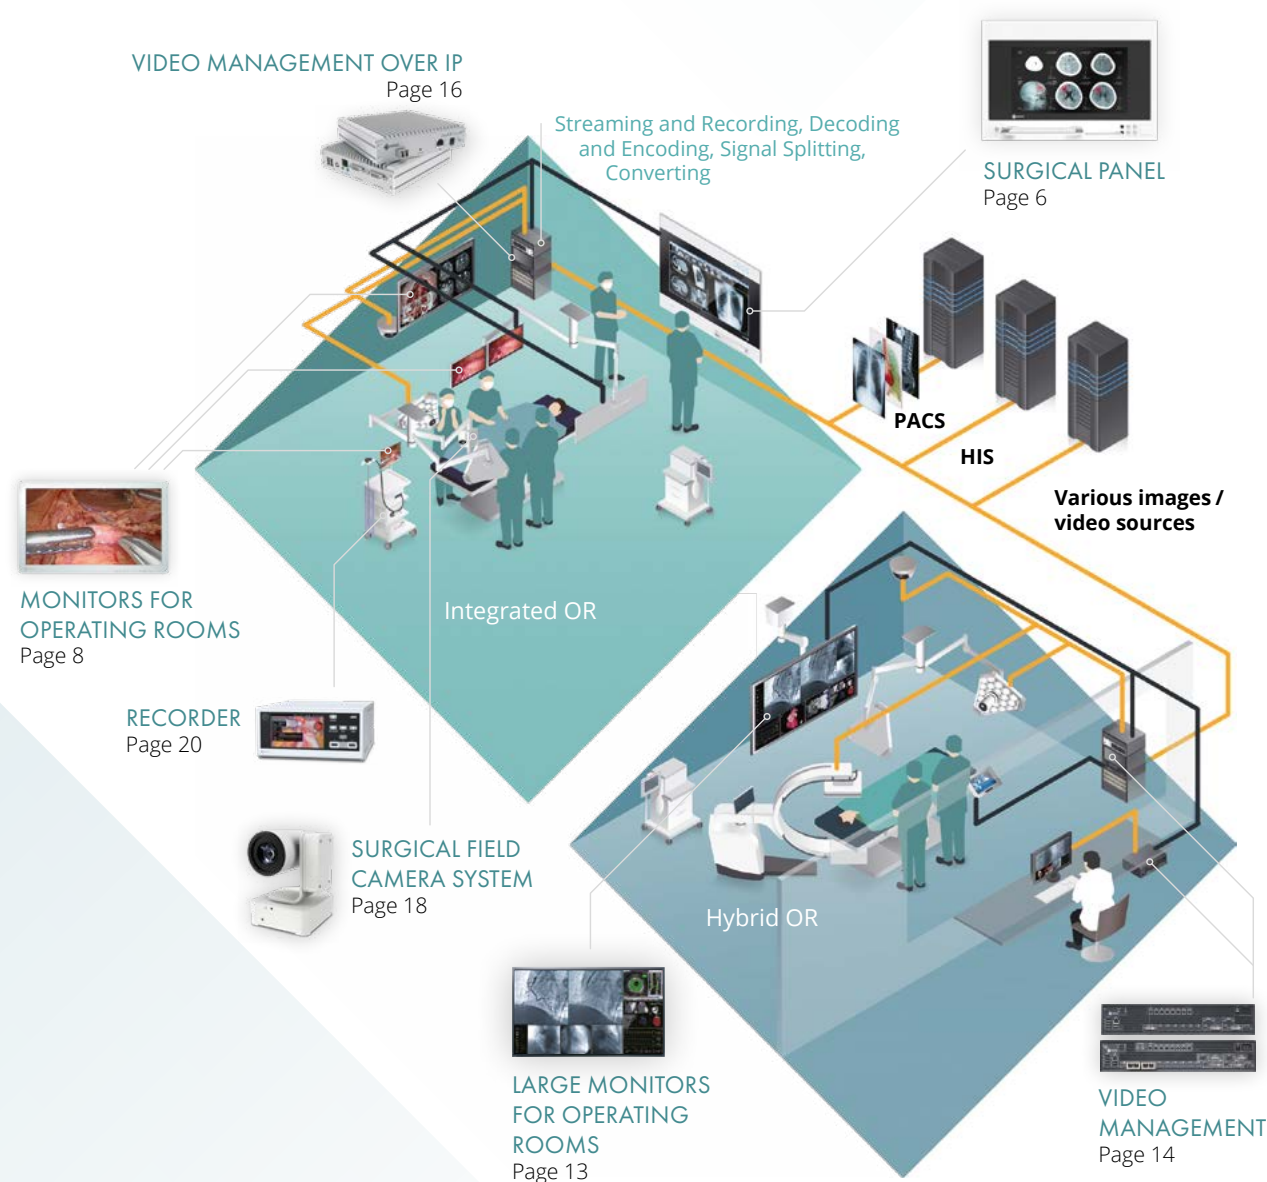 VIDEO MANAGEMENT OVER IP
Page 16
Streaming and Recording, Decoding
and Encoding, Signal Splitting,
Converting
SURGICAL PANEL
Page 6
PACS
HIS
Various images /
video sources
MONITORS FOR
OPERATING ROOMS
Page 8
Integrated OR
RECORDER
Page 20
SURGICAL FIELD
CAMERA SYSTEM
Page 18
Hybrid OR
LARGE MONITORS
FOR OPERATING
ROOMS
Page 13
VIDEO
MANAGEMENT
Page 14